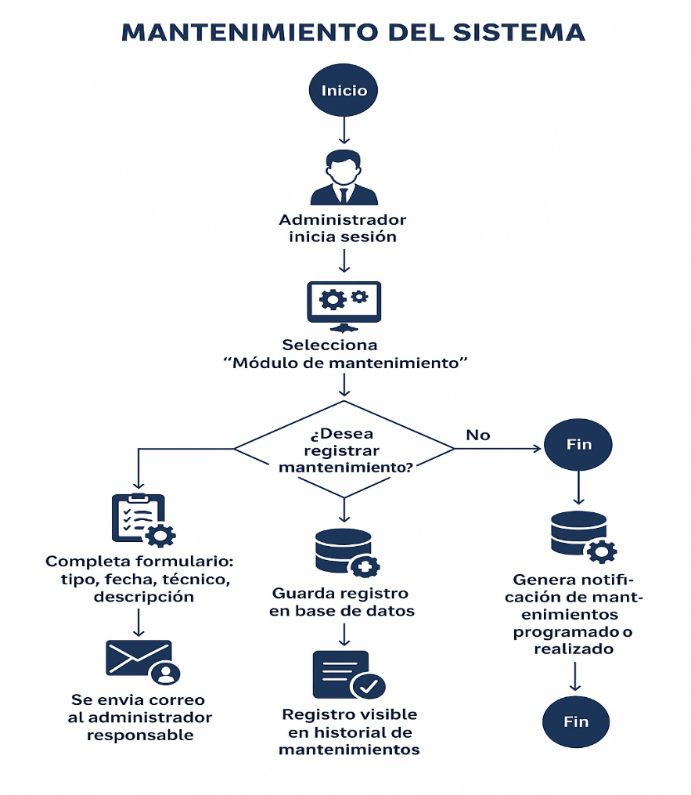 MANTENIMIENTO DEL SISTEMA
Inicio
Administrador
inicia sesión
Selecciona
“Módulo de mantenimiento”
¿Desea
registrar
mantenimiento?
No
Fin
Completa formulario:
tipo, fecha, técnico,
descripción
Se envia correo
al administrador
responsable
Guarda registro
en base de datos
Registro visible
en historial de
mantenimientos
Genera notifi-
cación de mant-
enimientos
programado o
realizado
Fin